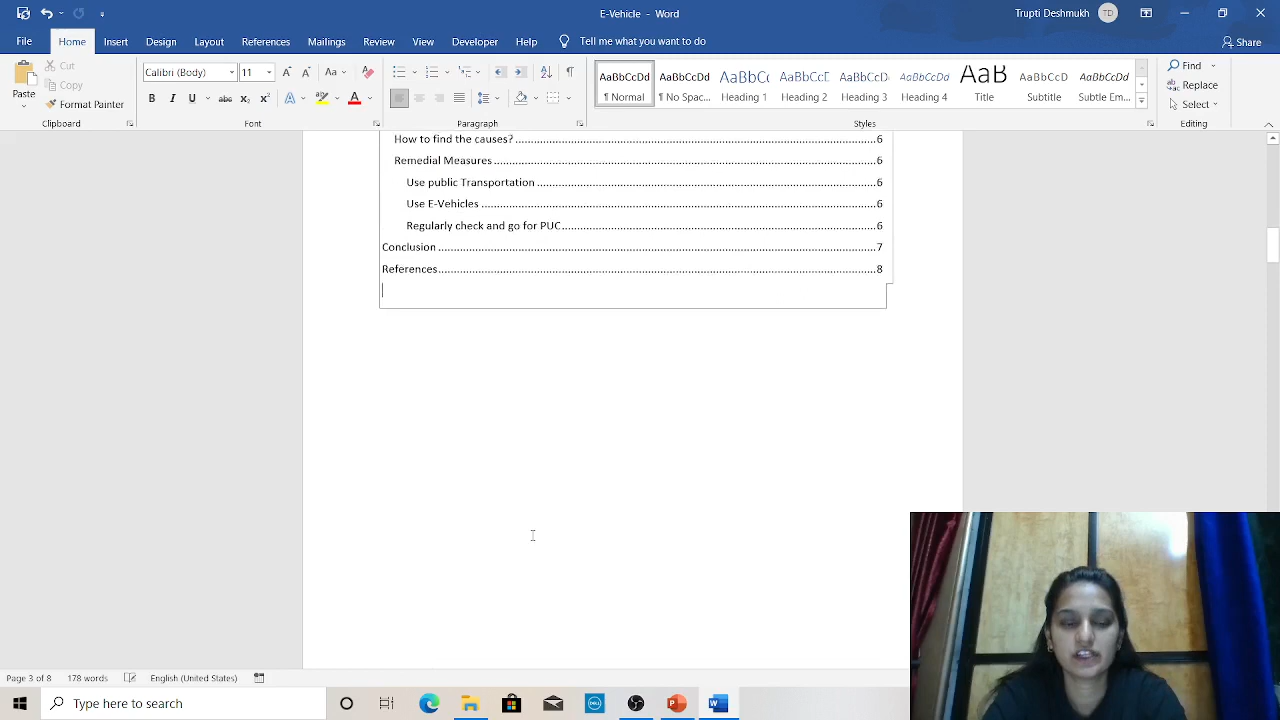 E-Vehicle - Word
Trupti Deshmukh TD
File Home Insert Design Layout References Mailings Review View Developer Help Tell me what you want to do Share
Paste
Cut
Copy
Format Painter
Clipboard
Calibri (Body) 11 A A Aa
B I U abc x₂ x² A A
Font
Paragraph
AaBbCcDd AaBbCcDd AaBbCc AaBbCcE AaBbCcD AaBbCcDd AaB AaBbCcD AaBbCcDd
¶ Normal ¶ No Spac... Heading 1 Heading 2 Heading 3 Heading 4 Title Subtitle Subtle Em...
Styles
Find
Replace
Select
Editing
How to find the causes? 6
Remedial Measures 6
Use public Transportation 6
Use E-Vehicles 6
Regularly check and go for PUC 6
Conclusion 7
References 8
Page 3 of 8 178 words English (United States)
Type here to search
DELL P W